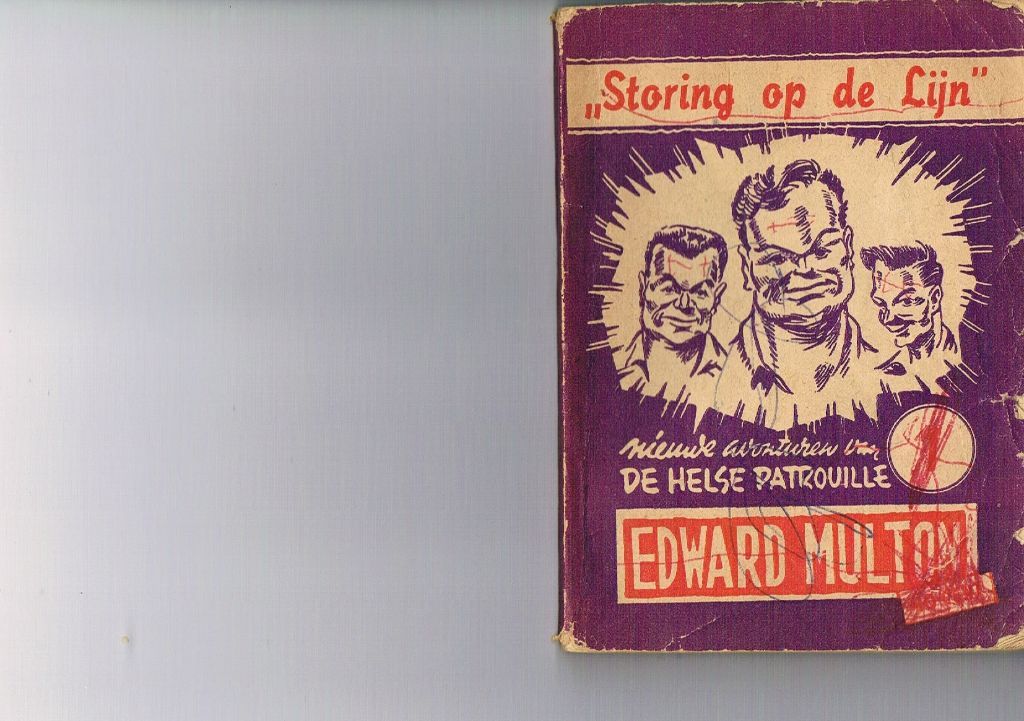 „Storing op de Lijn"
nieuwe avonturen van
DE HELSE PATROUILLE
1
EDWARD MULTON